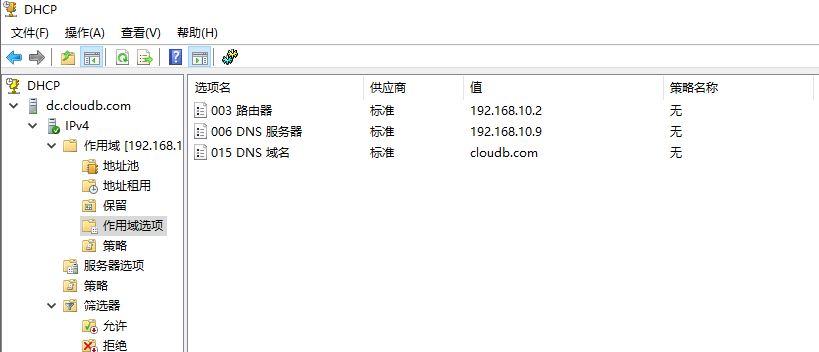 DHCP
文件(F) 操作(A) 查看(V) 帮助(H)
DHCP
dc.cloudb.com
IPv4
作用域 [192.168.1
地址池
地址租用
保留
作用域选项
策略
服务器选项
策略
筛选器
允许
拒绝
选项名 供应商 值 策略名称
003 路由器 标准 192.168.10.2 无
006 DNS 服务器 标准 192.168.10.9 无
015 DNS 域名 标准 cloudb.com 无